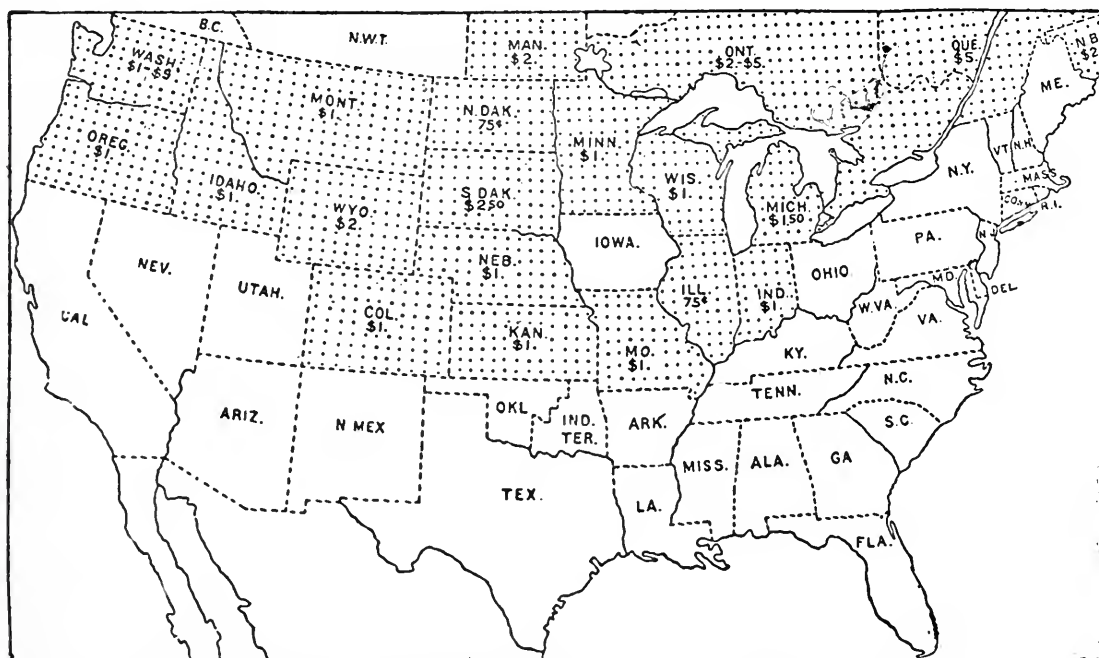 B.C.
N.W.T.
MAN.
$2.
ONT.
$2-$5.
QUE.
$5.
N.B.
$2
WASH
$1-$9
MONT.
$1.
N.DAK.
75¢
MINN.
$1.
ME.
OREG.
$1.
IDAHO.
$1.
WYO.
$2.
S.DAK.
$2.50
WIS.
$1
MICH.
$1.50
N.Y.
VT.
N.H.
MASS.
CONN.
R.I.
NEV.
UTAH.
NEB.
$1.
IOWA.
ILL.
75¢
IND.
$1
OHIO
PA.
N.J.
MD.
DEL
CAL
COL.
$1.
KAN.
$1.
MO.
$1.
W.VA.
VA.
KY.
ARIZ.
N MEX
OKL
IND.
TER.
ARK.
TENN.
N.C.
S.C.
TEX.
LA.
MISS.
ALA.
GA
FLA.